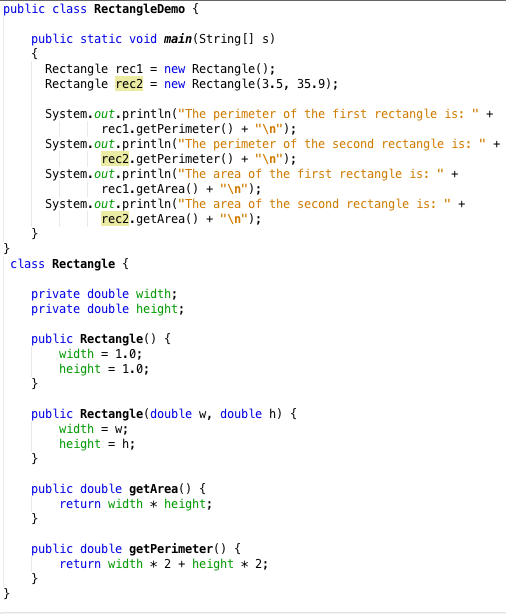 public class RectangleDemo {
public static void main(String[] s)
{
Rectangle rec1 = new Rectangle();
Rectangle rec2 = new Rectangle(3.5, 35.9);
System.out.println("The perimeter of the first rectangle is: " +
rec1.getPerimeter() + "\n");
System.out.println("The perimeter of the second rectangle is: " +
rec2.getPerimeter() + "\n");
System.out.println("The area of the first rectangle is: " +
rec1.getArea() + "\n");
System.out.println("The area of the second rectangle is: " +
rec2.getArea() + "\n");
}
}
class Rectangle {
private double width;
private double height;
public Rectangle() {
width = 1.0;
height = 1.0;
}
public Rectangle(double w, double h) {
width = w;
height = h;
}
public double getArea() {
return width * height;
}
public double getPerimeter() {
return width * 2 + height * 2;
}
}